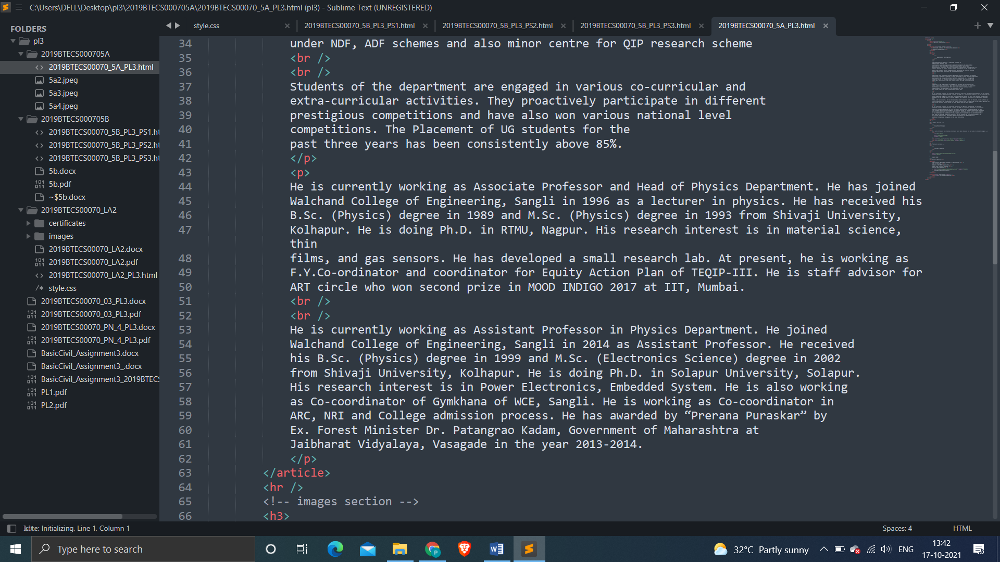 C:\Users\DELL\Desktop\pl3\2019BTECS000705A\2019BTECS00070_5A_PL3.html (pl3) - Sublime Text (UNREGISTERED)
FOLDERS
pl3
2019BTECS000705A
2019BTECS00070_5A_PL3.html
5a2.jpeg
5a3.jpeg
5a4.jpeg
2019BTECS000705B
2019BTECS00070_5B_PL3_PS1.ht
2019BTECS00070_5B_PL3_PS2.ht
2019BTECS00070_5B_PL3_PS3.ht
5b.docx
5b.pdf
~$5b.docx
2019BTECS00070_LA2
certificates
images
2019BTECS00070_LA2.docx
2019BTECS00070_LA2.pdf
2019BTECS00070_LA2_PL3.html
style.css
2019BTECS00070_03_PL3.docx
2019BTECS00070_03_PL3.pdf
2019BTECS00070_PN_4_PL3.docx
2019BTECS00070_PN_4_PL3.pdf
BasicCivil_Assignment3.docx
BasicCivil_Assignment3_.docx
BasicCivil_Assignment3_2019BTECS
PL1.pdf
PL2.pdf
style.css
2019BTECS00070_5B_PL3_PS1.html
2019BTECS00070_5B_PL3_PS2.html
2019BTECS00070_5B_PL3_PS3.html
2019BTECS00070_5A_PL3.html
34 under NDF, ADF schemes and also minor centre for QIP research scheme
35 <br />
36 <br />
37 Students of the department are engaged in various co-curricular and
38 extra-curricular activities. They proactively participate in different
39 prestigious competitions and have also won various national level
40 competitions. The Placement of UG students for the
41 past three years has been consistently above 85%.
42 </p>
43 <p>
44 He is currently working as Associate Professor and Head of Physics Department. He has joined
45 Walchand College of Engineering, Sangli in 1996 as a lecturer in physics. He has received his
46 B.Sc. (Physics) degree in 1989 and M.Sc. (Physics) degree in 1993 from Shivaji University,
47 Kolhapur. He is doing Ph.D. in RTMU, Nagpur. His research interest is in material science,
thin
48 films, and gas sensors. He has developed a small research lab. At present, he is working as
49 F.Y.Co-ordinator and coordinator for Equity Action Plan of TEQIP-III. He is staff advisor for
50 ART circle who won second prize in MOOD INDIGO 2017 at IIT, Mumbai.
51 <br />
52 <br />
53 He is currently working as Assistant Professor in Physics Department. He joined
54 Walchand College of Engineering, Sangli in 2014 as Assistant Professor. He received
55 his B.Sc. (Physics) degree in 1999 and M.Sc. (Electronics Science) degree in 2002
56 from Shivaji University, Kolhapur. He is doing Ph.D. in Solapur University, Solapur.
57 His research interest is in Power Electronics, Embedded System. He is also working
58 as Co-coordinator of Gymkhana of WCE, Sangli. He is working as Co-coordinator in
59 ARC, NRI and College admission process. He has awarded by “Prerana Puraskar” by
60 Ex. Forest Minister Dr. Patangrao Kadam, Government of Maharashtra at
61 Jaibharat Vidyalaya, Vasagade in the year 2013-2014.
62 </p>
63 </article>
64 <hr />
65 <!-- images section -->
66 <h3>
kite: Initializing, Line 1, Column 1
Spaces: 4
HTML
Type here to search
32°C Partly sunny
ENG
13:42
17-10-2021